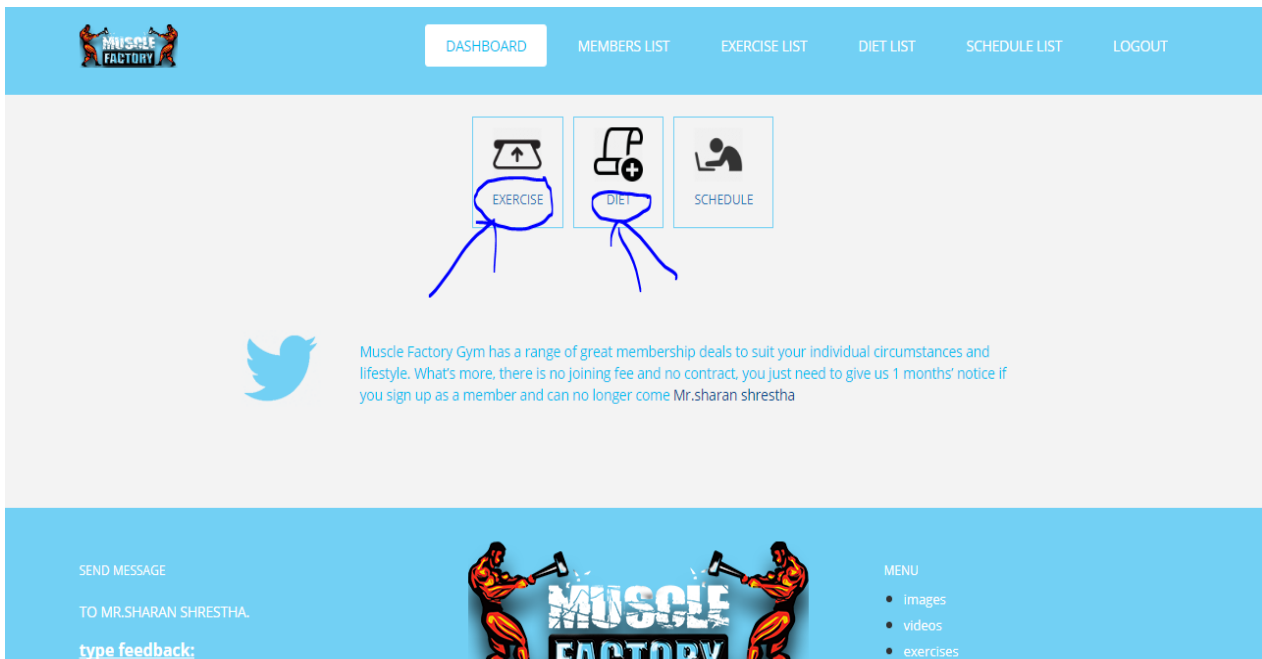 MUSCLE
FACTORY
DASHBOARD MEMBERS LIST EXERCISE LIST DIET LIST SCHEDULE LIST LOGOUT
EXERCISE DIET SCHEDULE
Muscle Factory Gym has a range of great membership deals to suit your individual circumstances and
lifestyle. What's more, there is no joining fee and no contract, you just need to give us 1 months' notice if
you sign up as a member and can no longer come Mr.sharan shrestha
SEND MESSAGE
TO MR.SHARAN SHRESTHA.
type feedback:
MUSCLE
FACTORY
MENU
images
videos
exercises